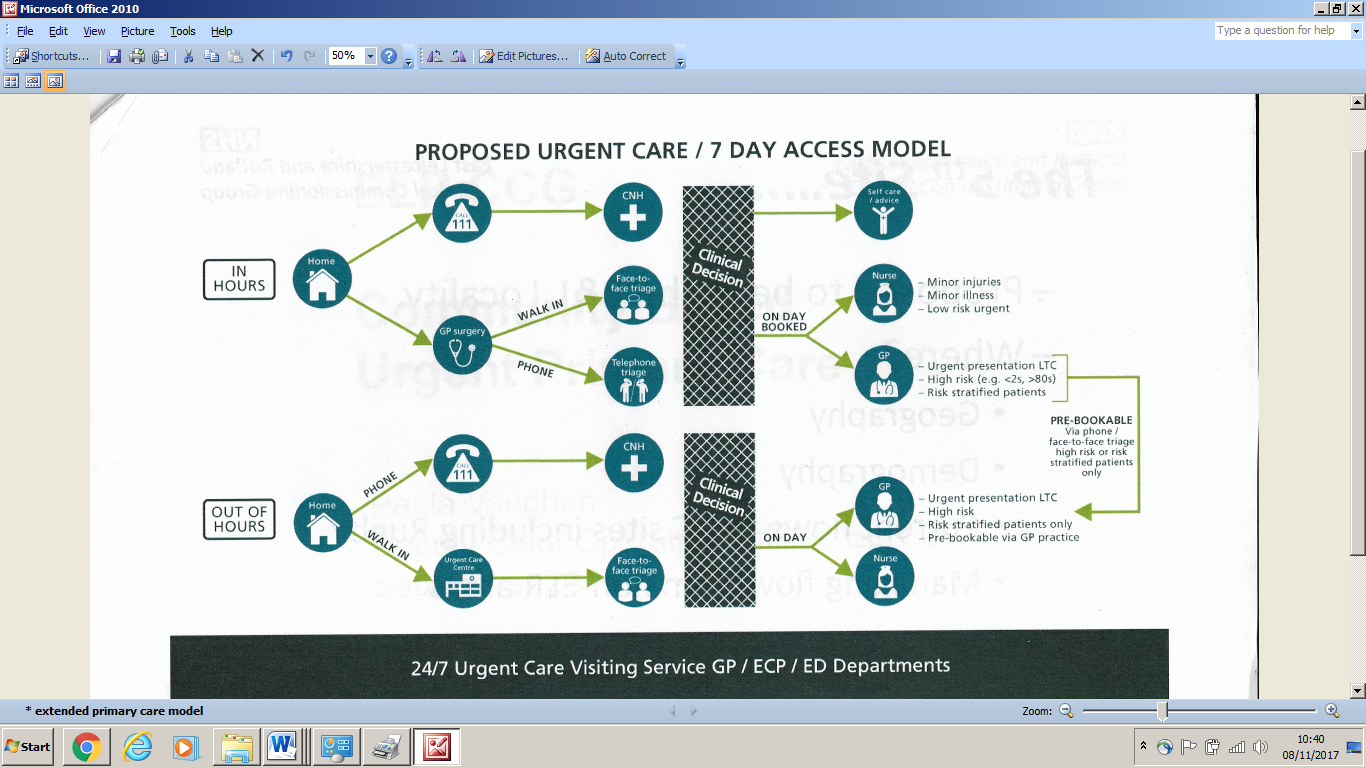 Microsoft Office 2010
File Edit View Picture Tools Help
Type a question for help
Shortcuts... 50% Edit Pictures... Auto Correct
PROPOSED URGENT CARE / 7 DAY ACCESS MODEL
IN HOURS
Home
CALL 111
CNH
GP surgery
WALK IN
PHONE
Face-to-face triage
Telephone triage
Clinical Decision
Self care / advice
ON DAY BOOKED
Nurse
– Minor injuries
– Minor illness
– Low risk urgent
GP
– Urgent presentation LTC
– High risk (e.g. <2s, >80s)
– Risk stratified patients
PRE-BOOKABLE
Via phone /
face-to-face triage
high risk or risk
stratified patients
only
OUT OF HOURS
Home
PHONE
WALK IN
CALL 111
CNH
Urgent Care Centre
Face-to-face triage
Clinical Decision
ON DAY
GP
– Urgent presentation LTC
– High risk
– Risk stratified patients only
– Pre-bookable via GP practice
Nurse
24/7 Urgent Care Visiting Service GP / ECP / ED Departments
* extended primary care model
Zoom:
Start
10:40
08/11/2017